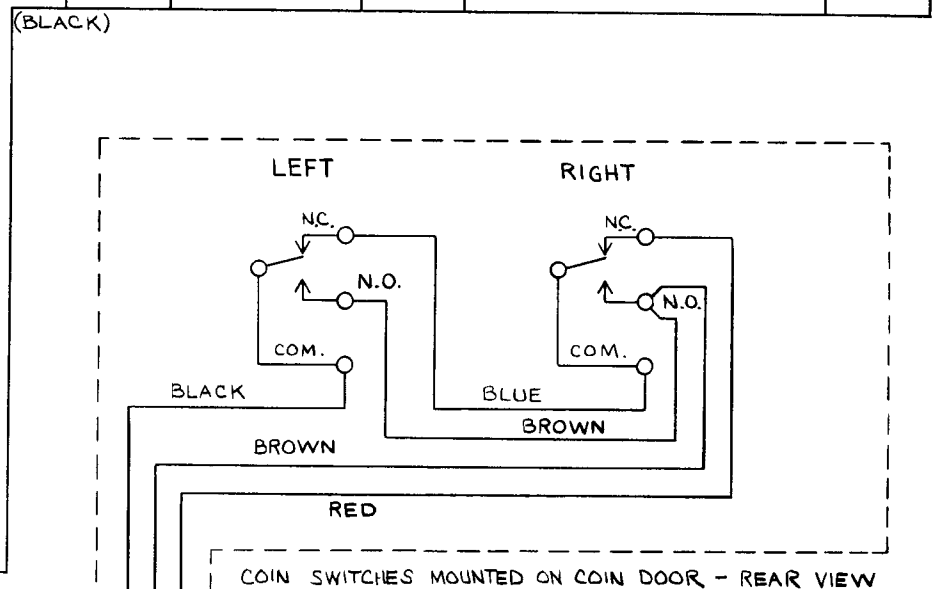 (BLACK)
LEFT
RIGHT
N.C.
N.C.
N.O.
N.O.
COM.
COM.
BLACK
BLUE
BROWN
BROWN
RED
COIN SWITCHES MOUNTED ON COIN DOOR - REAR VIEW